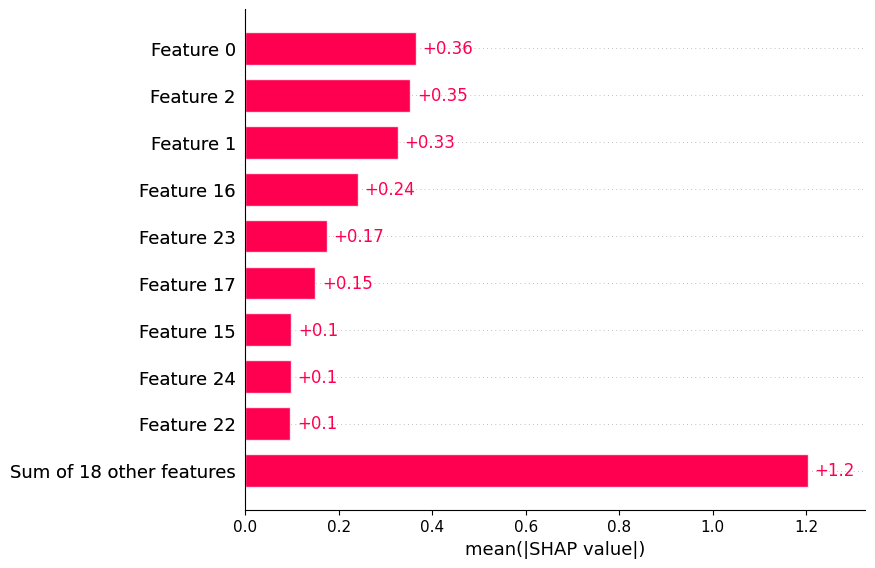 Feature 0 +0.36
Feature 2 +0.35
Feature 1 +0.33
Feature 16 +0.24
Feature 23 +0.17
Feature 17 +0.15
Feature 15 +0.1
Feature 24 +0.1
Feature 22 +0.1
Sum of 18 other features +1.2
0.0 0.2 0.4 0.6 0.8 1.0 1.2
mean(|SHAP value|)